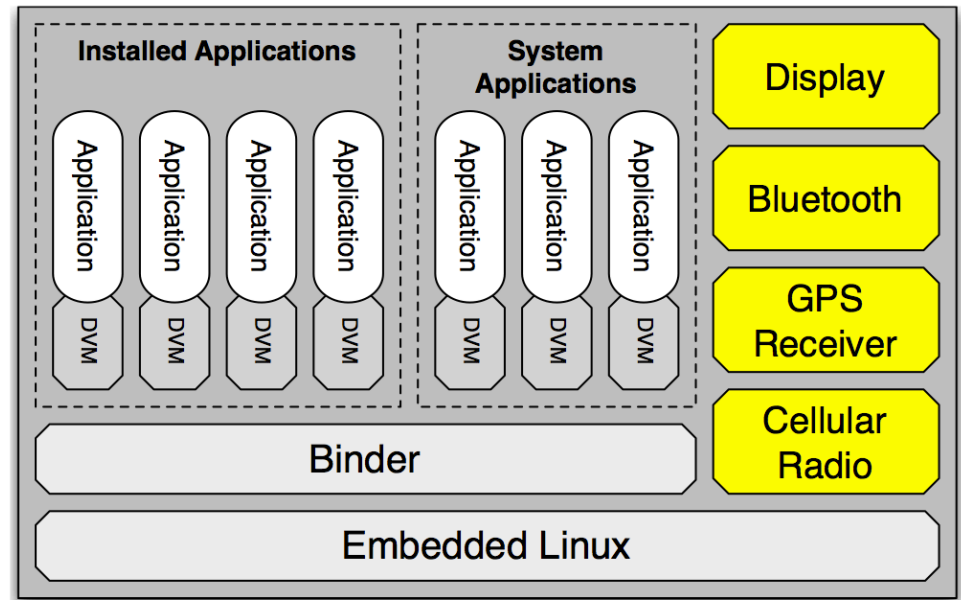 Installed Applications
System
Applications
Application
Application
Application
Application
Application
Application
Application
DVM
DVM
DVM
DVM
DVM
DVM
DVM
Display
Bluetooth
GPS
Receiver
Cellular
Radio
Binder
Embedded Linux